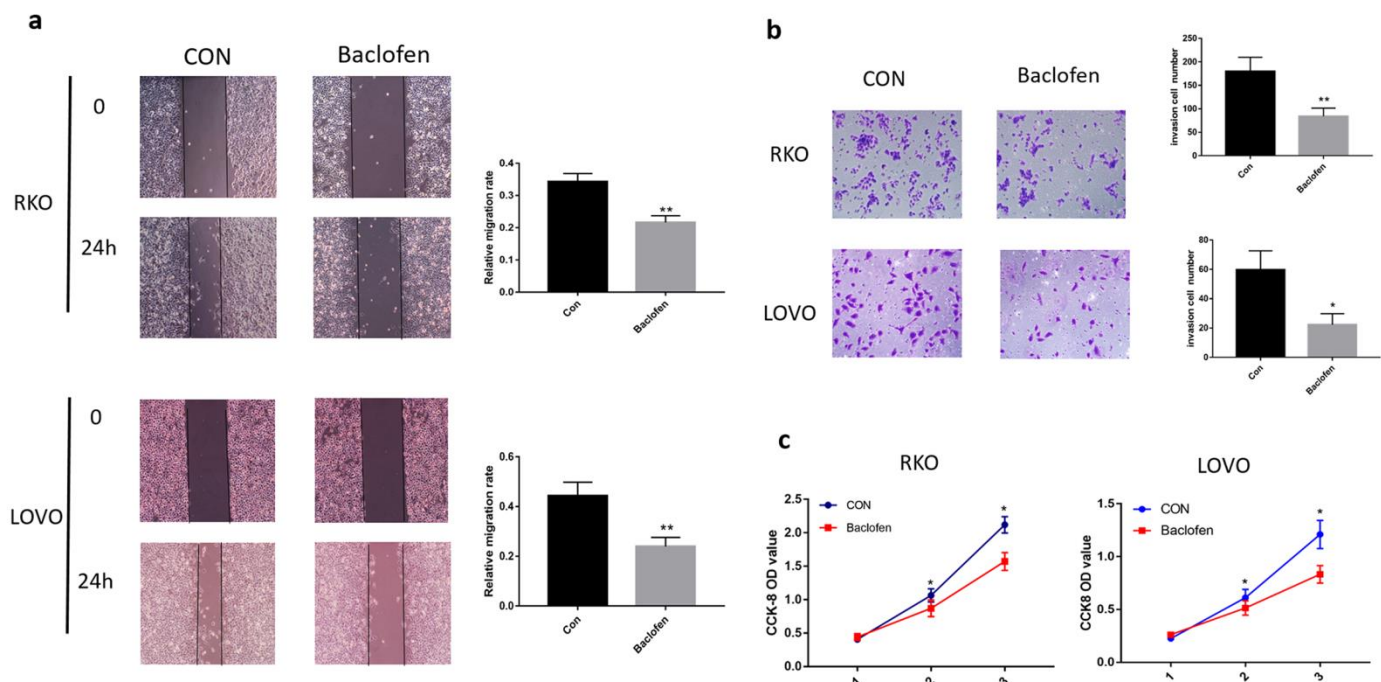 a
CON Baclofen
RKO
0
24h
Relative migration rate
0.4
0.3
0.2
0.1
0.0
**
Con
Baclofen
LOVO
0
24h
Relative migration rate
0.6
0.4
0.2
0.0
**
Con
Baclofen
b
CON Baclofen
RKO
LOVO
invasion cell number
250
200
150
100
50
0
**
Con
Baclofen
invasion cell number
80
60
40
20
0
*
Con
Baclofen
c
RKO
CON
Baclofen
CCK-8 OD value
2.5
2.0
1.5
1.0
0.5
0.0
*
*
1
2
3
LOVO
CON
Baclofen
CCK8 OD value
1.5
1.0
0.5
0.0
*
*
1
2
3